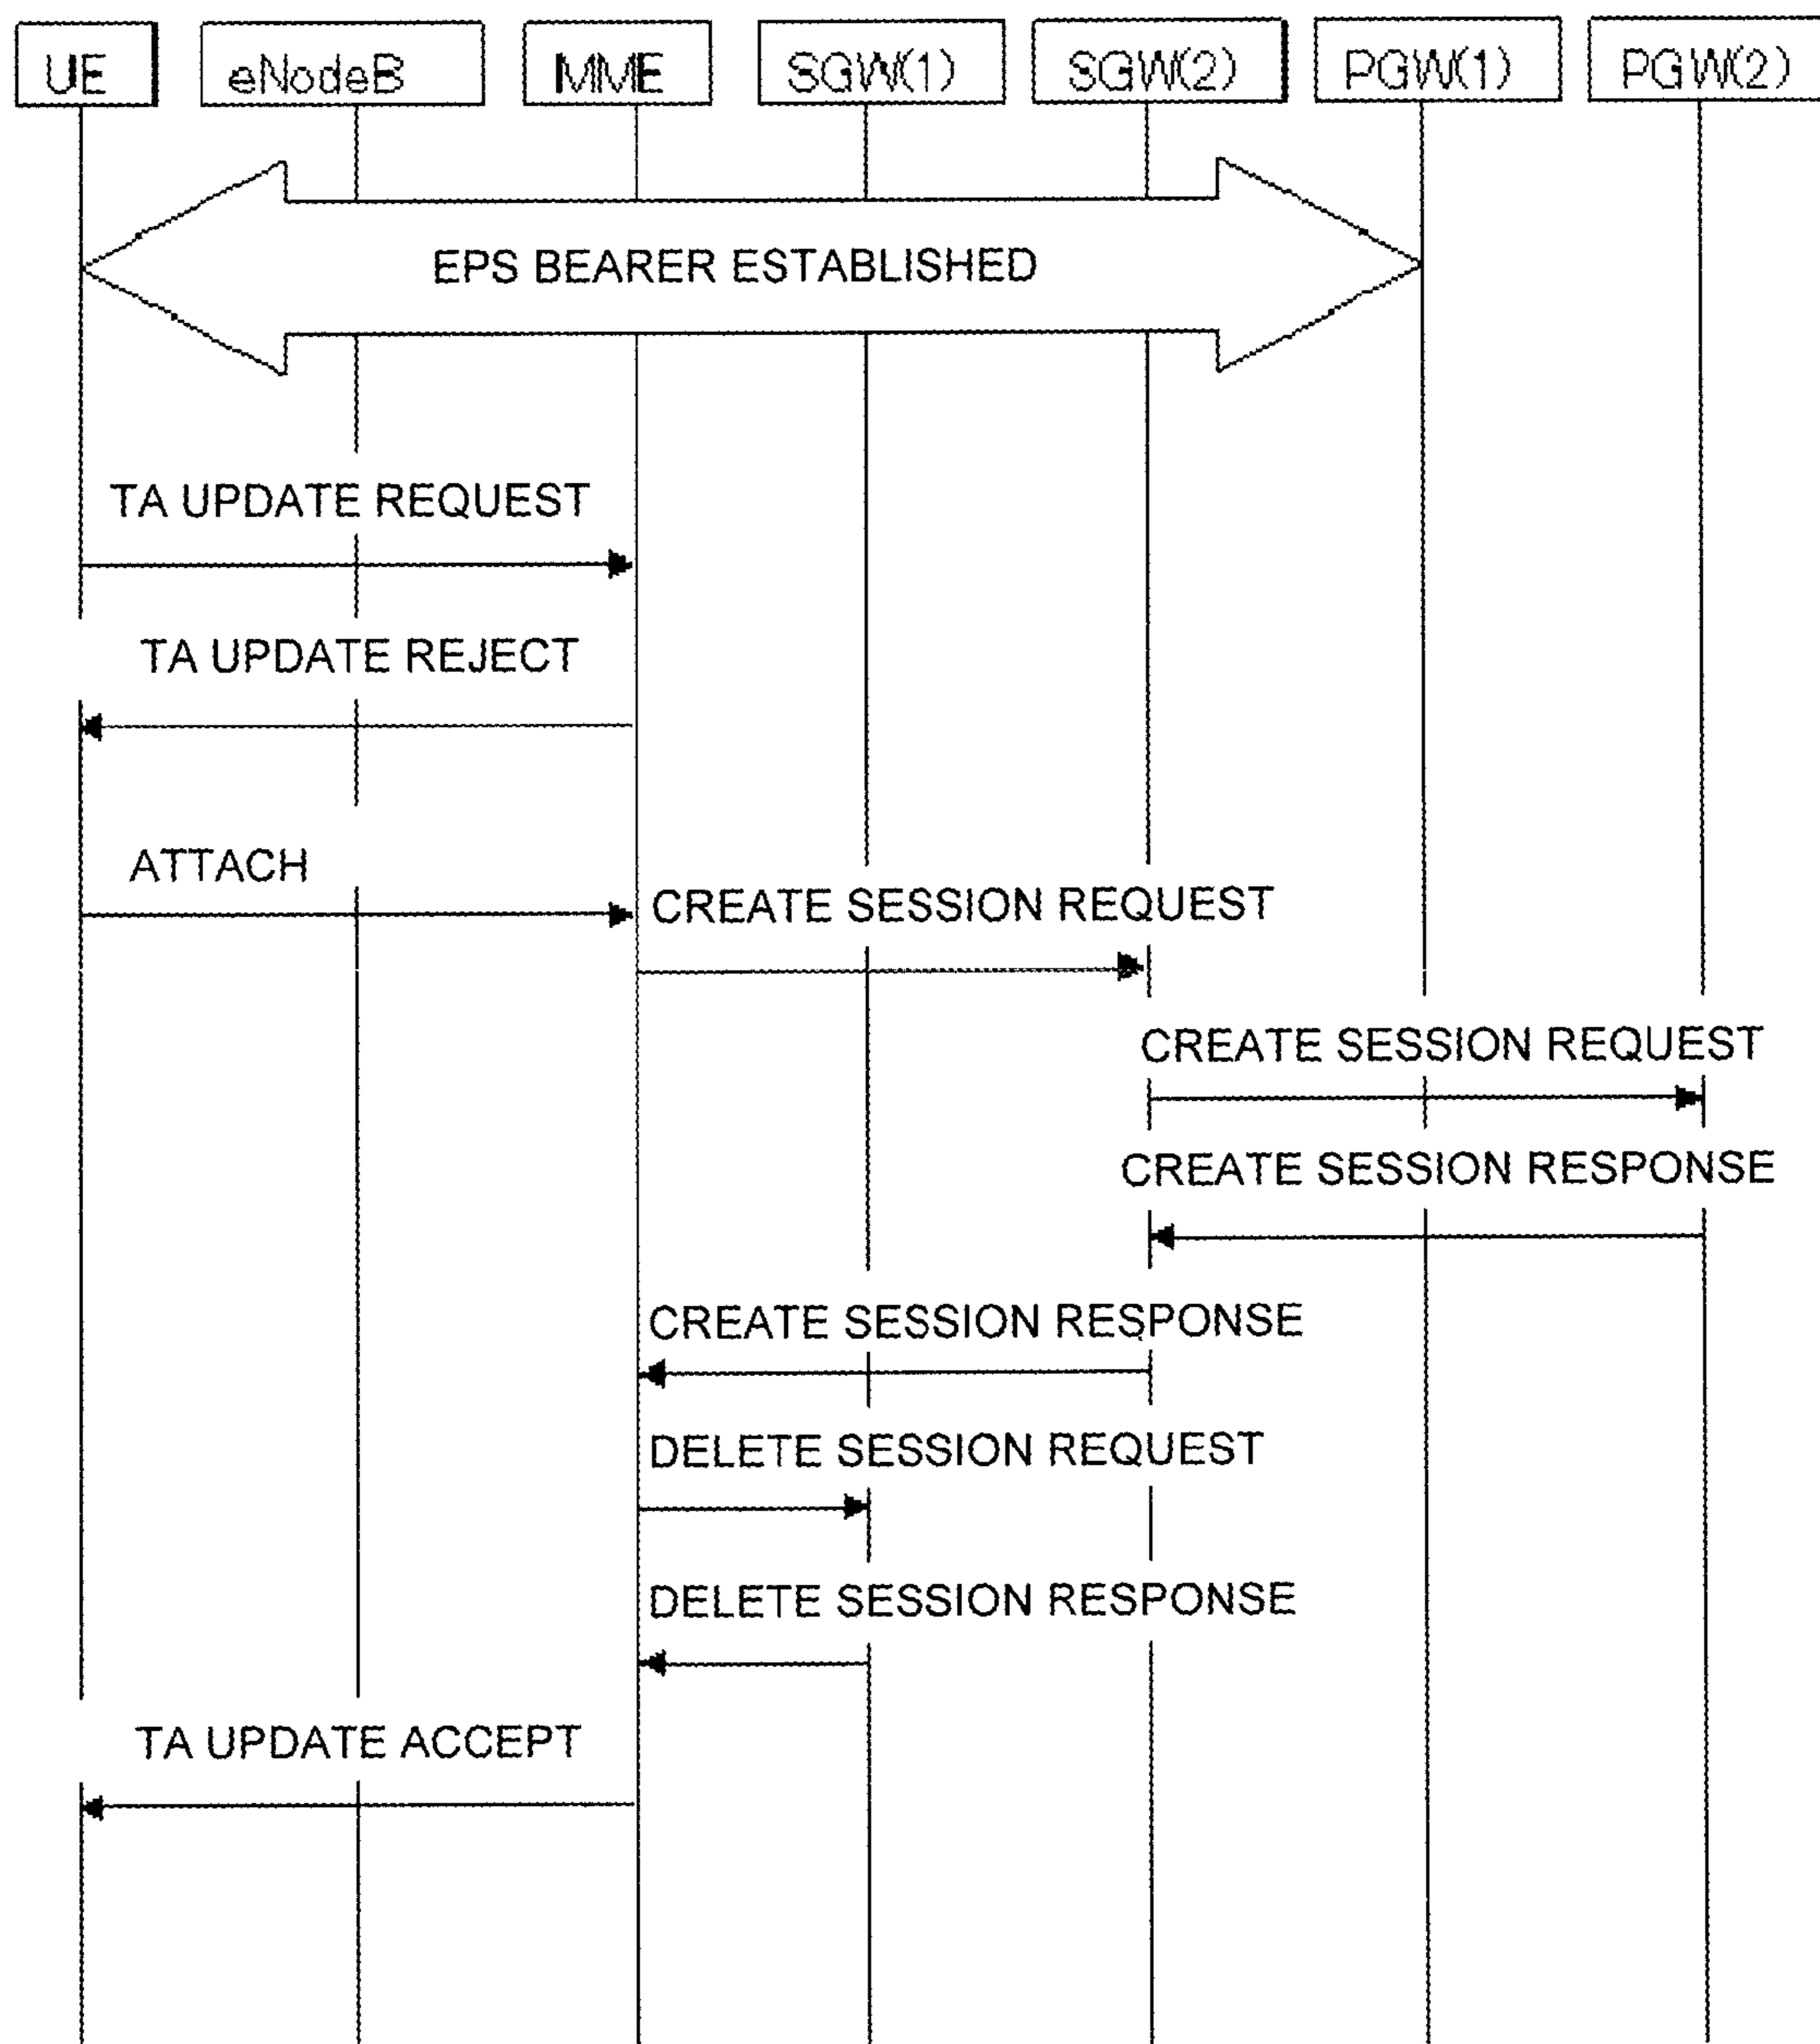 UE eNodeB MME SGW(1) SGW(2) PGW(1) PGW(2)
EPS BEARER ESTABLISHED
TA UPDATE REQUEST
TA UPDATE REJECT
ATTACH
CREATE SESSION REQUEST
CREATE SESSION REQUEST
CREATE SESSION RESPONSE
CREATE SESSION RESPONSE
DELETE SESSION REQUEST
DELETE SESSION RESPONSE
TA UPDATE ACCEPT